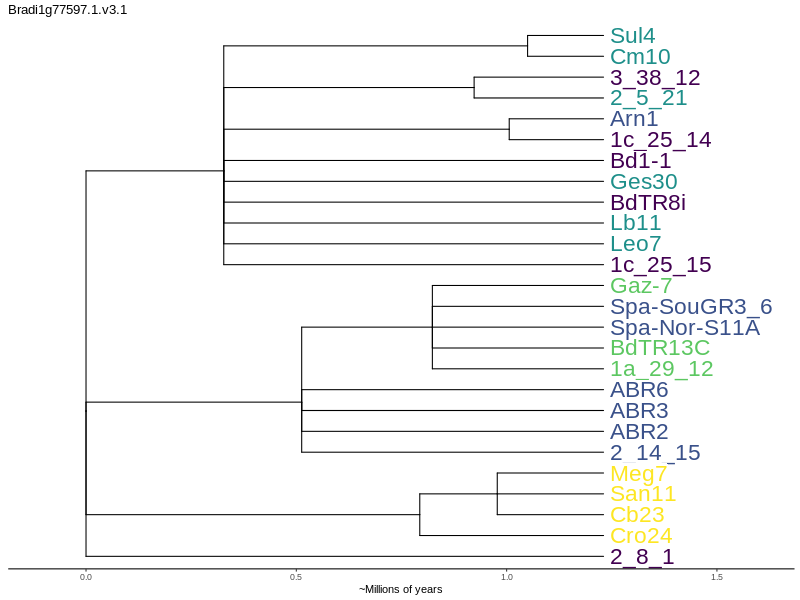 Bradi1g77597.1.v3.1
Sul4
Cm10
3_38_12
2_5_21
Arn1
1c_25_14
Bd1-1
Ges30
BdTR8i
Lb11
Leo7
1c_25_15
Gaz-7
Spa-SouGR3_6
Spa-Nor-S11A
BdTR13C
1a_29_12
ABR6
ABR3
ABR2
2_14_15
Meg7
San11
Cb23
Cro24
2_8_1
0.0 0.5 1.0 1.5
~Millions of years